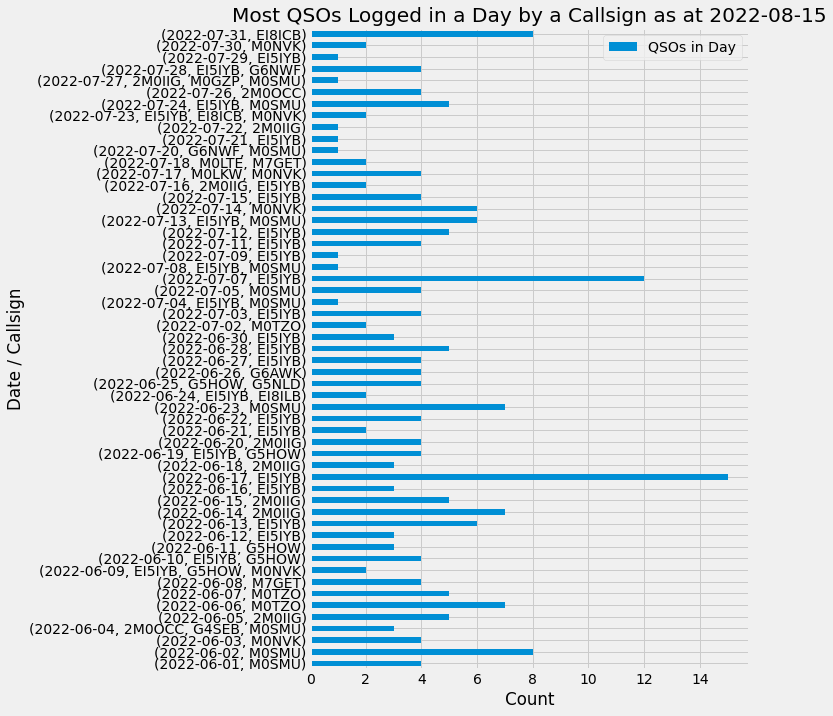 Most QSOs Logged in a Day by a Callsign as at 2022-08-15
QSOs in Day
Date / Callsign
(2022-07-31, EI8ICB)
(2022-07-30, M0NVK)
(2022-07-29, EI5IYB)
(2022-07-28, EI5IYB, G6NWF)
(2022-07-27, 2M0IIG, M0GZP, M0SMU)
(2022-07-26, 2M0OCC)
(2022-07-24, EI5IYB, M0SMU)
(2022-07-23, EI5IYB, EI8ICB, M0NVK)
(2022-07-22, 2M0IIG)
(2022-07-21, EI5IYB)
(2022-07-20, G6NWF, M0SMU)
(2022-07-18, M0LTE, M7GET)
(2022-07-17, M0LKW, M0NVK)
(2022-07-16, 2M0IIG, EI5IYB)
(2022-07-15, EI5IYB)
(2022-07-14, M0NVK)
(2022-07-13, EI5IYB, M0SMU)
(2022-07-12, EI5IYB)
(2022-07-11, EI5IYB)
(2022-07-09, EI5IYB)
(2022-07-08, EI5IYB, M0SMU)
(2022-07-07, EI5IYB)
(2022-07-05, M0SMU)
(2022-07-04, EI5IYB, M0SMU)
(2022-07-03, EI5IYB)
(2022-07-02, M0TZO)
(2022-06-30, EI5IYB)
(2022-06-28, EI5IYB)
(2022-06-27, EI5IYB)
(2022-06-26, G6AWK)
(2022-06-25, G5HOW, G5NLD)
(2022-06-24, EI5IYB, EI8ILB)
(2022-06-23, M0SMU)
(2022-06-22, EI5IYB)
(2022-06-21, EI5IYB)
(2022-06-20, 2M0IIG)
(2022-06-19, EI5IYB, G5HOW)
(2022-06-18, 2M0IIG)
(2022-06-17, EI5IYB)
(2022-06-16, EI5IYB)
(2022-06-15, 2M0IIG)
(2022-06-14, 2M0IIG)
(2022-06-13, EI5IYB)
(2022-06-12, EI5IYB)
(2022-06-11, G5HOW)
(2022-06-10, EI5IYB, G5HOW)
(2022-06-09, EI5IYB, G5HOW, M0NVK)
(2022-06-08, M7GET)
(2022-06-07, M0TZO)
(2022-06-06, M0TZO)
(2022-06-05, 2M0IIG)
(2022-06-04, 2M0OCC, G4SEB, M0SMU)
(2022-06-03, M0NVK)
(2022-06-02, M0SMU)
(2022-06-01, M0SMU)
0 2 4 6 8 10 12 14
Count